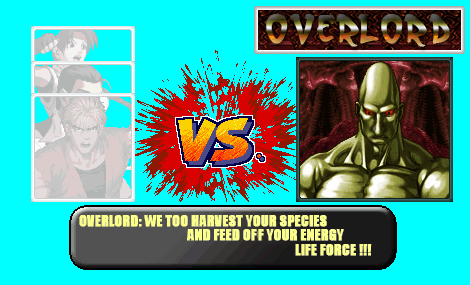 OVERLORD
VS.
OVERLORD: WE TOO HARVEST YOUR SPECIES
AND FEED OFF YOUR ENERGY
LIFE FORCE !!!